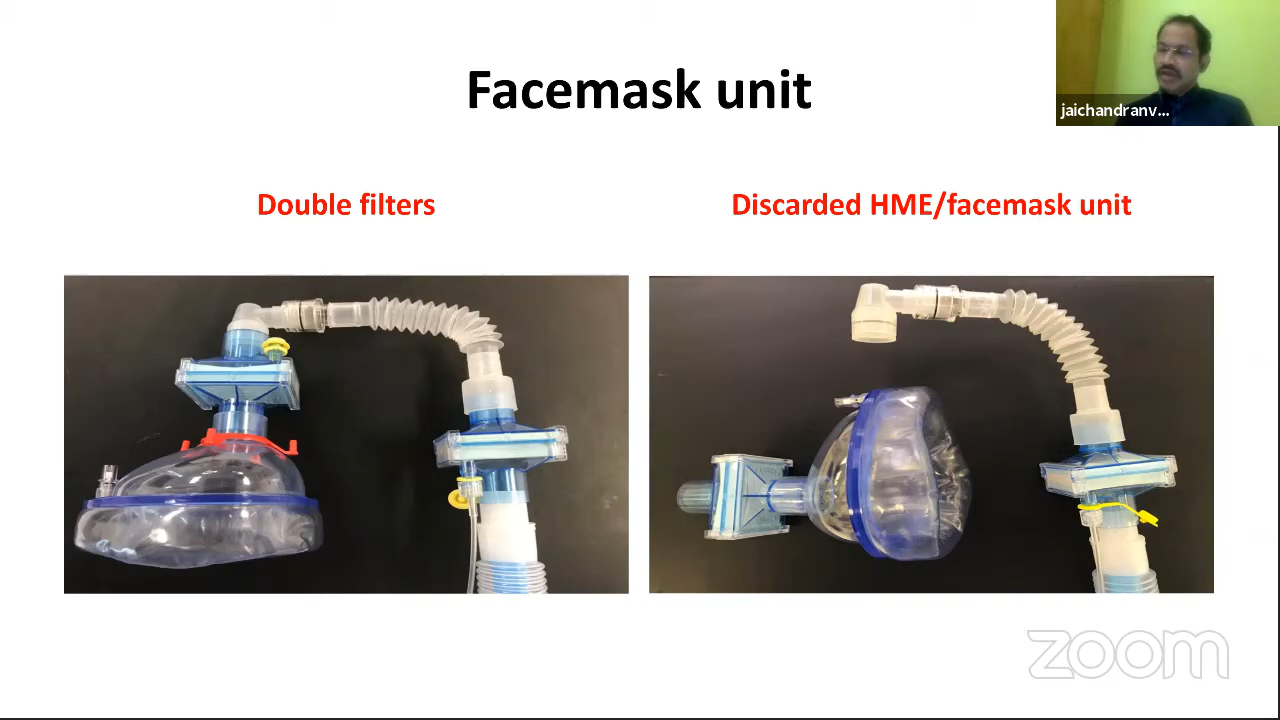 Facemask unit
jaichandranv...
Double filters
Discarded HME/facemask unit
zoom